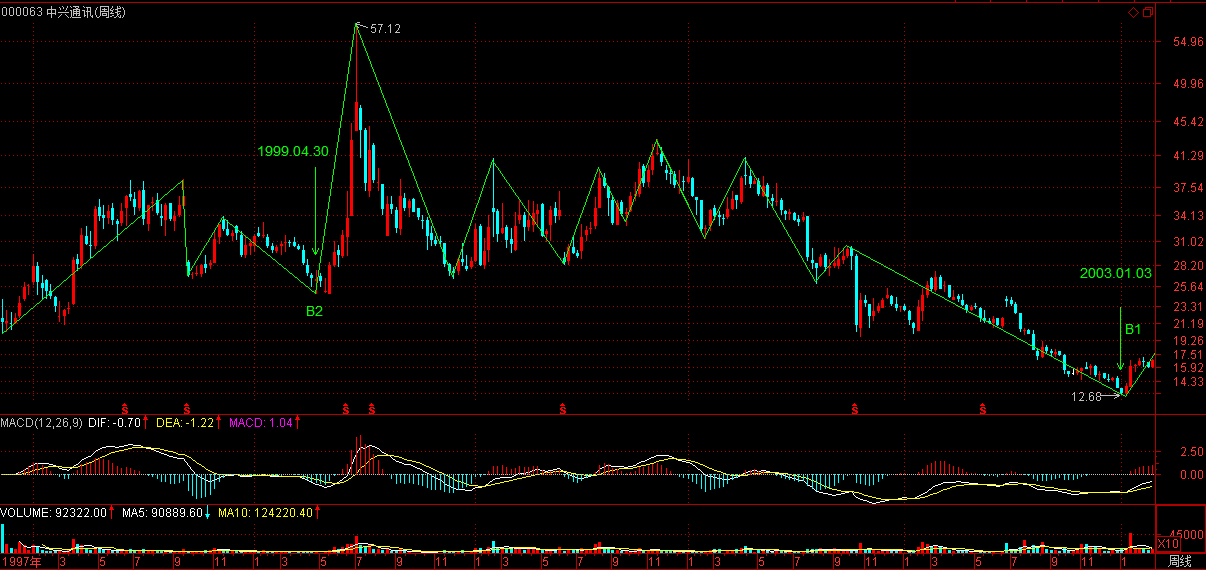 000063 中兴通讯(周线)
57.12
54.96
49.96
45.42
41.29
37.54
34.13
31.02
28.20
25.64
23.31
21.19
19.26
17.51
15.92
14.33
1999.04.30
B2
2003.01.03
B1
12.68
S S S S S S S
MACD(12,26,9) DIF: -0.70↑ DEA: -1.22↑ MACD: 1.04↑
2.50
0.00
VOLUME: 92322.00↑ MA5: 90889.60↓ MA10: 124220.40↑
45000
X10
1997年 3 5 7 9 11 1 3 5 7 9 11 1 3 5 7 9 11 1 3 5 7 9 11 1 3 5 7 9 11 1 周线